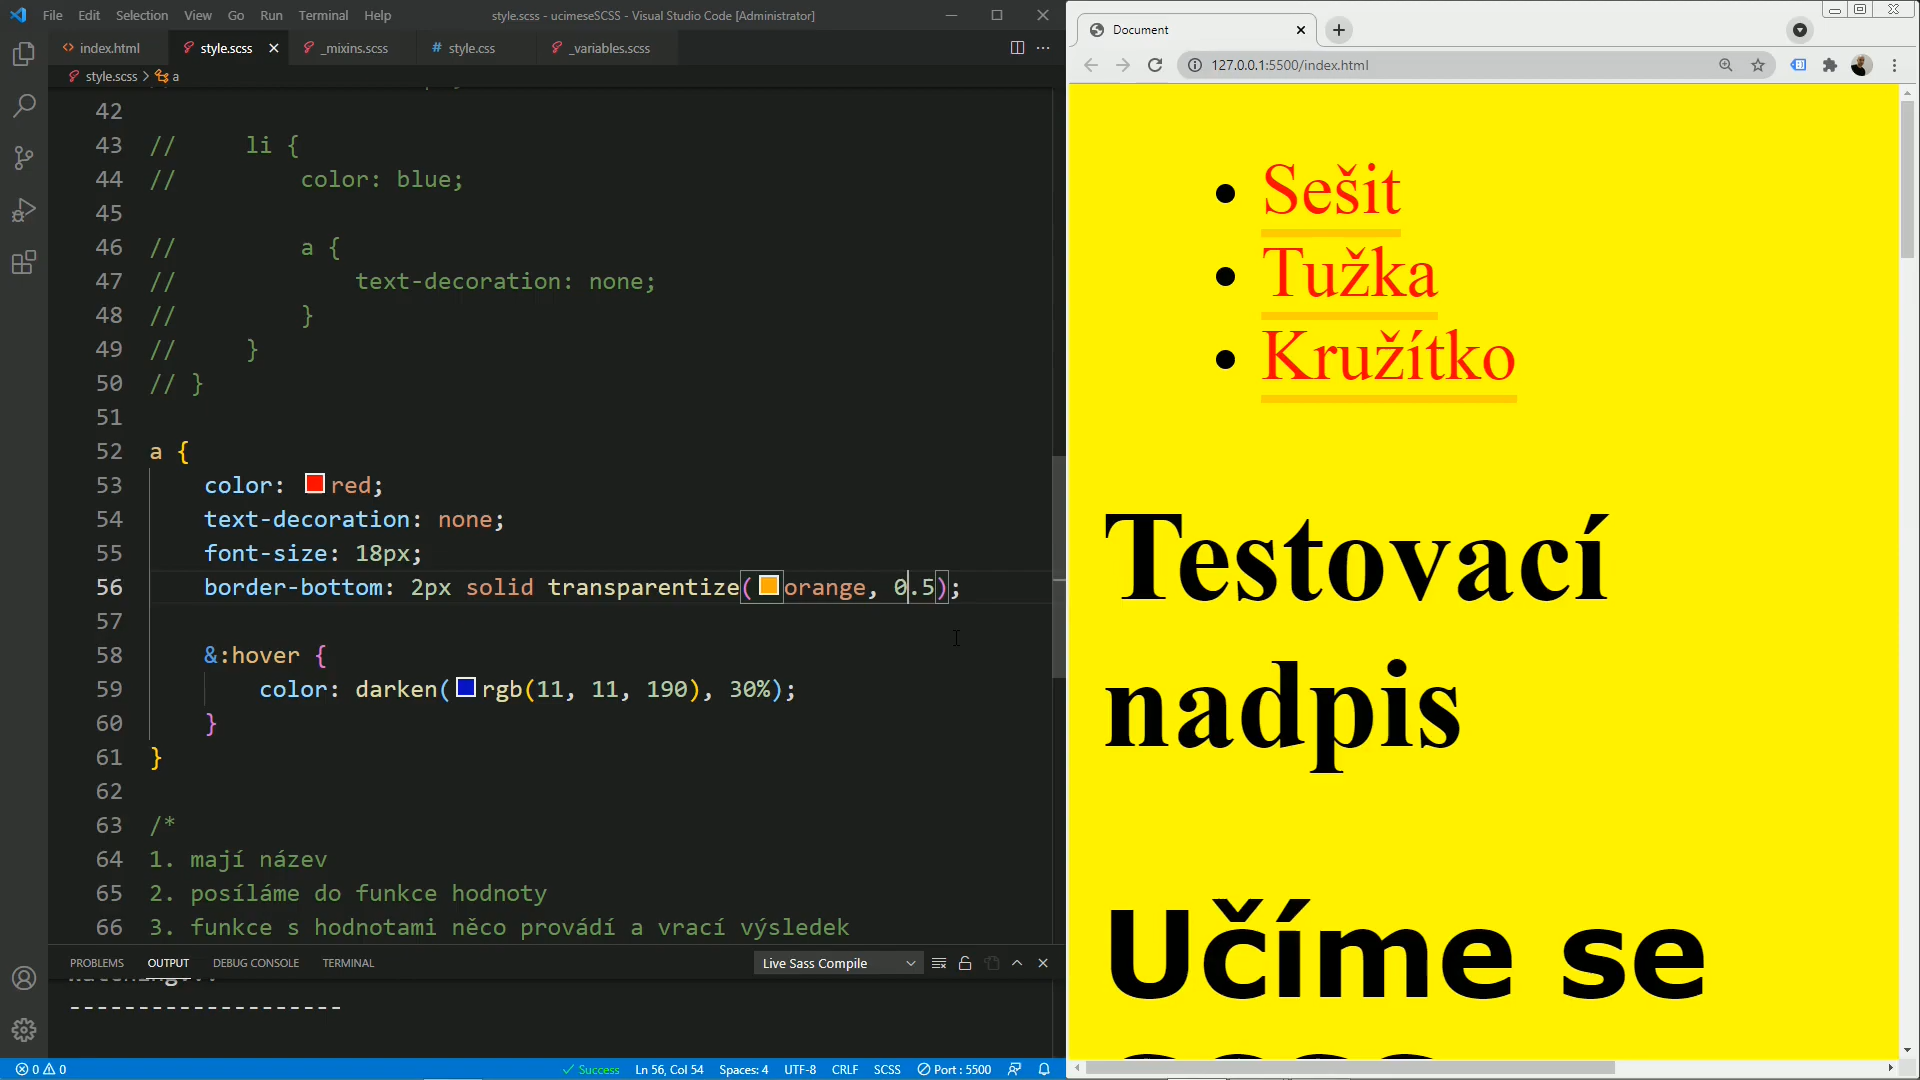 File Edit Selection View Go Run Terminal Help
style.scss - ucimeseSCSS - Visual Studio Code [Administrator]
index.html style.scss _mixins.scss style.css _variables.scss
style.scss > a
42
43 // li {
44 // color: blue;
45
46 // a {
47 // text-decoration: none;
48 // }
49 // }
50 // }
51
52 a {
53 color: red;
54 text-decoration: none;
55 font-size: 18px;
56 border-bottom: 2px solid transparentize(orange, 0.5);
57
58 &:hover {
59 color: darken(rgb(11, 11, 190), 30%);
60 }
61 }
62
63 /*
64 1. mají název
65 2. posíláme do funkce hodnoty
66 3. funkce s hodnotami něco provádí a vrací výsledek
PROBLEMS OUTPUT DEBUG CONSOLE TERMINAL Live Sass Compile
--------------------
0 0 Success Ln 56, Col 54 Spaces: 4 UTF-8 CRLF SCSS Port : 5500
Document
127.0.0.1:5500/index.html
Sešit
Tužka
Kružítko
Testovací
nadpis
Učíme se